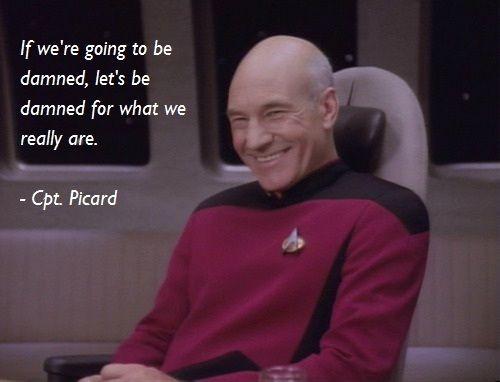 If we're going to be
damned, let's be
damned for what we
really are.
- Cpt. Picard